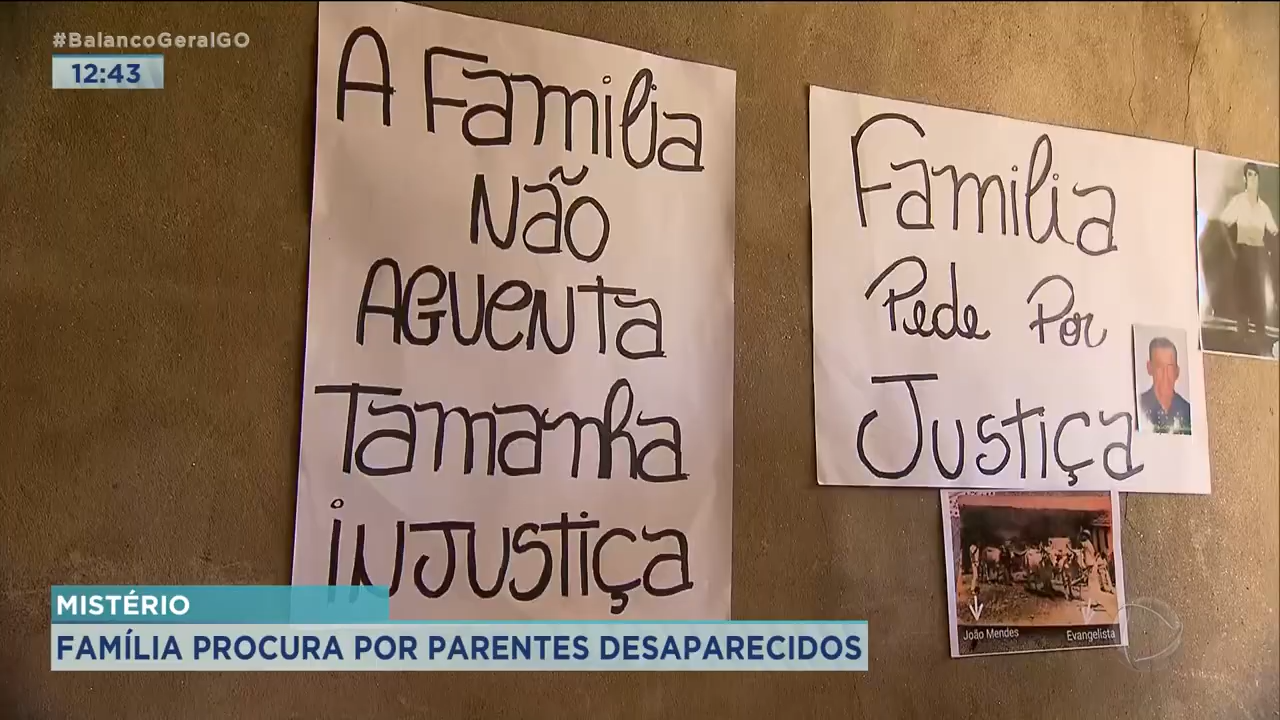 #BalancoGeralGO
12:43
A Familia
Não
AGUENTA
Tamanha
iNJUSTiça
Familia
Pede Por
Justiça
João Mendes
Evangelista
MISTÉRIO
FAMÍLIA PROCURA POR PARENTES DESAPARECIDOS